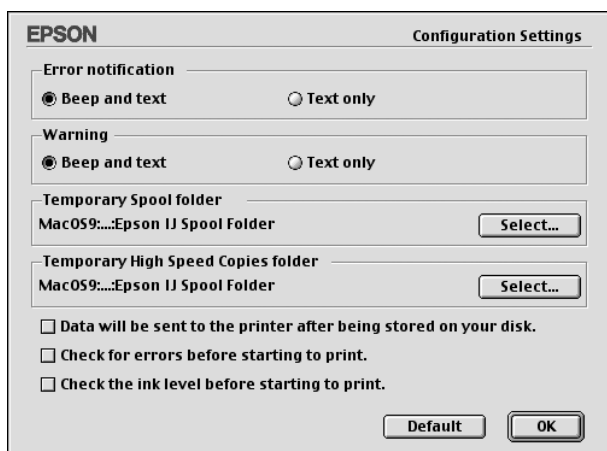 EPSON Configuration Settings
Error notification
Beep and text Text only
Warning
Beep and text Text only
Temporary Spool folder
MacOS9:...:Epson IJ Spool Folder Select...
Temporary High Speed Copies folder
MacOS9:...:Epson IJ Spool Folder Select...
Data will be sent to the printer after being stored on your disk.
Check for errors before starting to print.
Check the ink level before starting to print.
Default OK